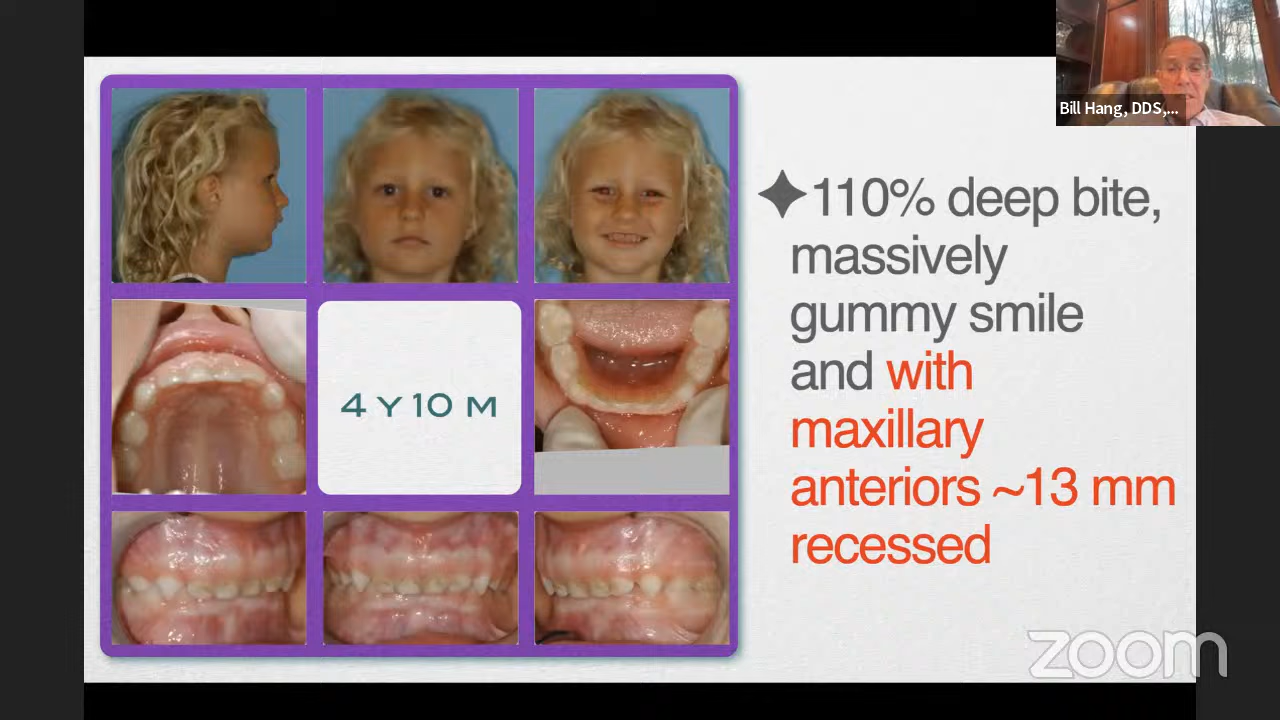 Bill Hang, DDS,...
110% deep bite,
massively
gummy smile
and with
maxillary
anteriors ~13 mm
recessed
4 Y 10 M
zoom